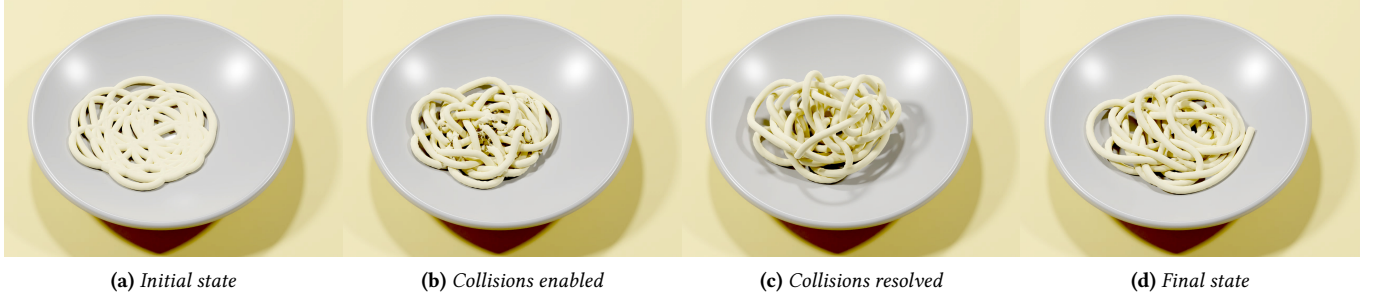 (a) Initial state
(b) Collisions enabled
(c) Collisions resolved
(d) Final state